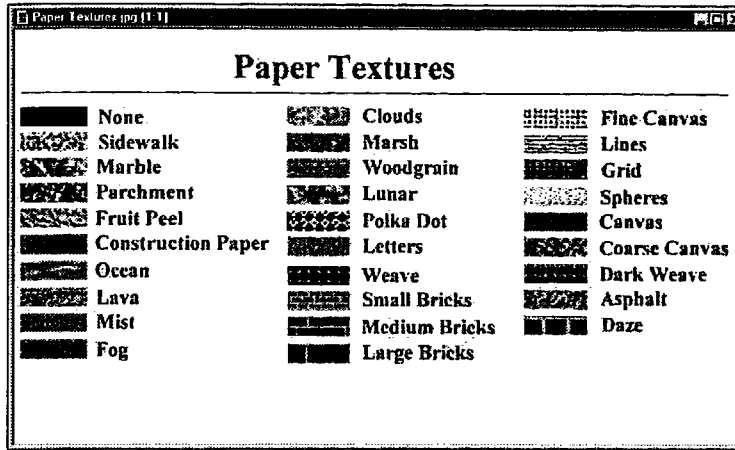 Paper Textures.jpg [1:1]
Paper Textures
None
Sidewalk
Marble
Parchment
Fruit Peel
Construction Paper
Ocean
Lava
Mist
Fog
Clouds
Marsh
Woodgrain
Lunar
Polka Dot
Letters
Weave
Small Bricks
Medium Bricks
Large Bricks
Fine Canvas
Lines
Grid
Spheres
Canvas
Coarse Canvas
Dark Weave
Asphalt
Daze